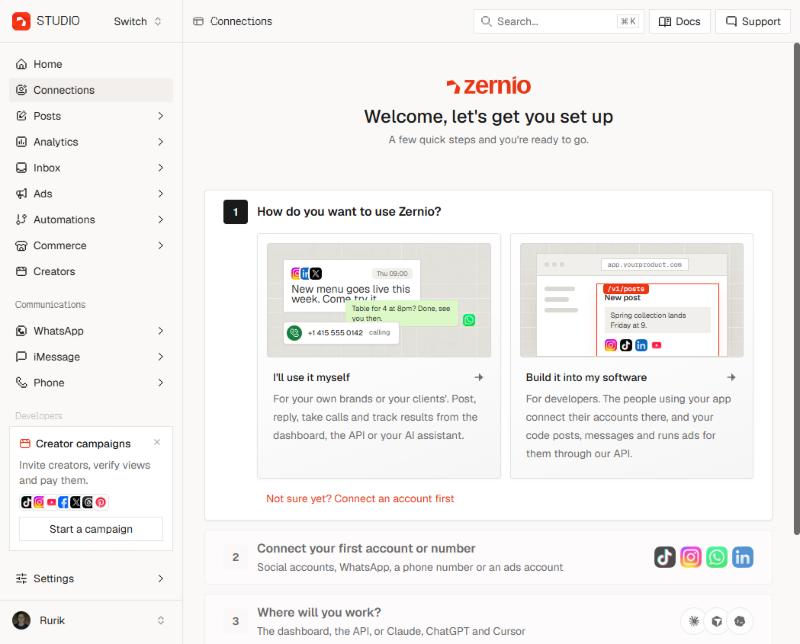 STUDIO
Switch
Connections
Search...
⌘ K
Docs
Support
Home
Connections
Posts
Analytics
Inbox
Ads
Automations
Commerce
Creators
Communications
WhatsApp
iMessage
Phone
Developers
Creator campaigns
Invite creators, verify views
and pay them.
Start a campaign
Settings
Rurik
zernio
Welcome, let's get you set up
A few quick steps and you're ready to go.
1
How do you want to use Zernio?
Thu 09:00
New menu goes live this
week. Come try it
Table for 4 at 8pm? Done, see
you then.
+1 415 555 0142 calling
I'll use it myself
For your own brands or your clients'. Post,
reply, take calls and track results from the
dashboard, the API or your AI assistant.
app.yourproduct.com
/v1/posts
New post
Spring collection lands
Friday at 9.
Build it into my software
For developers. The people using your app
connect their accounts there, and your
code posts, messages and runs ads for
them through our API.
Not sure yet? Connect an account first
2
Connect your first account or number
Social accounts, WhatsApp, a phone number or an ads account
3
Where will you work?
The dashboard, the API, or Claude, ChatGPT and Cursor